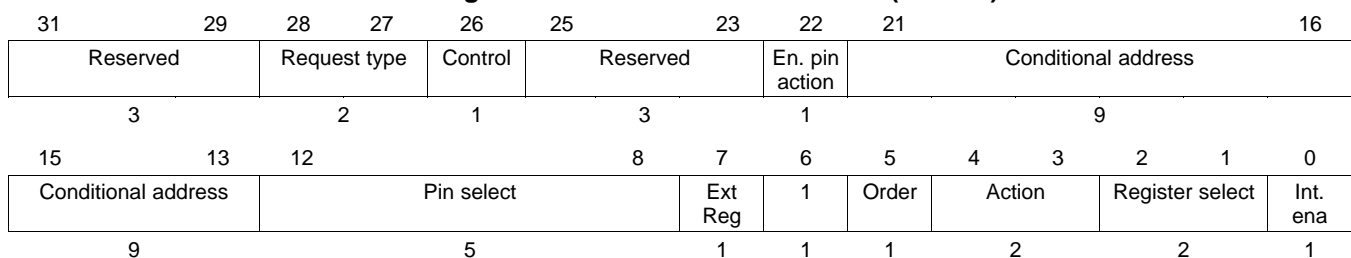 31 29 28 27 26 25 23 22 21 16
Reserved Request type Control Reserved En. pin action Conditional address
3 2 1 3 1 9
15 13 12 8 7 6 5 4 3 2 1 0
Conditional address Pin select Ext Reg 1 Order Action Register select Int. ena
9 5 1 1 1 2 2 1